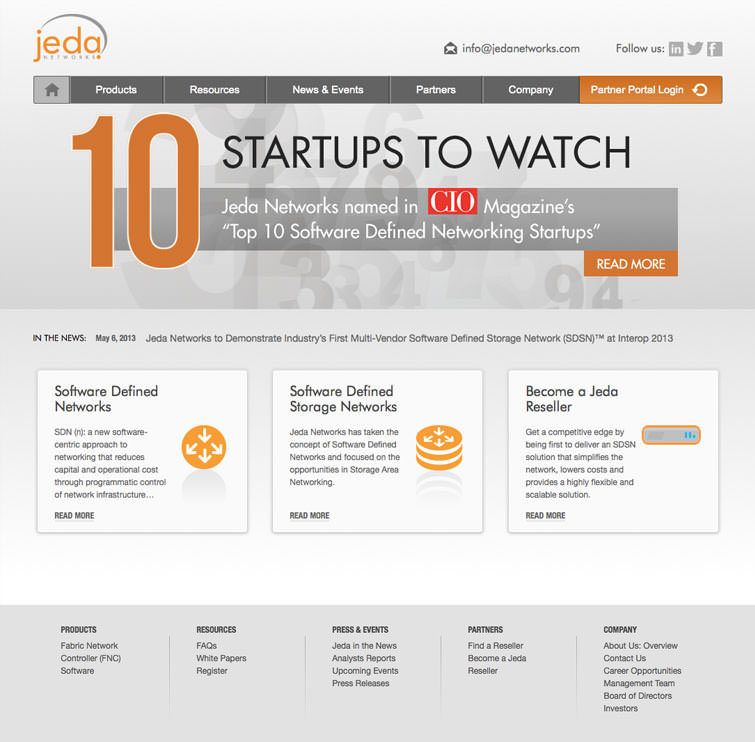 jeda
NETWORKS
info@jedanetworks.com
Follow us:
Products
Resources
News & Events
Partners
Company
Partner Portal Login
10
STARTUPS TO WATCH
Jeda Networks named in CIO Magazine's
“Top 10 Software Defined Networking Startups”
READ MORE
IN THE NEWS: May 6, 2013 Jeda Networks to Demonstrate Industry's First Multi-Vendor Software Defined Storage Network (SDSN)™ at Interop 2013
Software Defined
Networks
SDN (n): a new software-
centric approach to
networking that reduces
capital and operational cost
through programmatic control
of network infrastructure…
READ MORE
Software Defined
Storage Networks
Jeda Networks has taken the
concept of Software Defined
Networks and focused on the
opportunities in Storage Area
Networking.
READ MORE
Become a Jeda
Reseller
Get a competitive edge by
being first to deliver an SDSN
solution that simplifies the
network, lowers costs and
provides a highly flexible and
scalable solution.
READ MORE
PRODUCTS
Fabric Network
Controller (FNC)
Software
RESOURCES
FAQs
White Papers
Register
PRESS & EVENTS
Jeda in the News
Analysts Reports
Upcoming Events
Press Releases
PARTNERS
Find a Reseller
Become a Jeda
Reseller
COMPANY
About Us: Overview
Contact Us
Career Opportunities
Management Team
Board of Directors
Investors